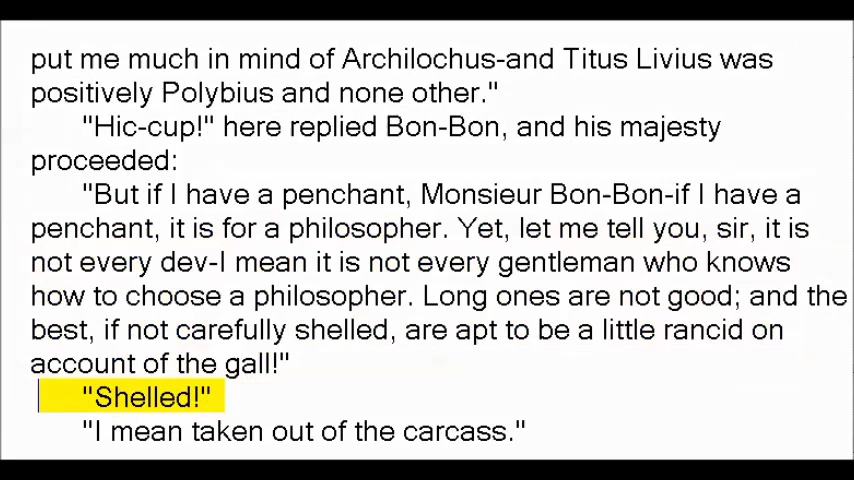 put me much in mind of Archilochus-and Titus Livius was
positively Polybius and none other."
"Hic-cup!" here replied Bon-Bon, and his majesty
proceeded:
"But if I have a penchant, Monsieur Bon-Bon-if I have a
penchant, it is for a philosopher. Yet, let me tell you, sir, it is
not every dev-I mean it is not every gentleman who knows
how to choose a philosopher. Long ones are not good; and the
best, if not carefully shelled, are apt to be a little rancid on
account of the gall!"
"Shelled!"
"I mean taken out of the carcass."